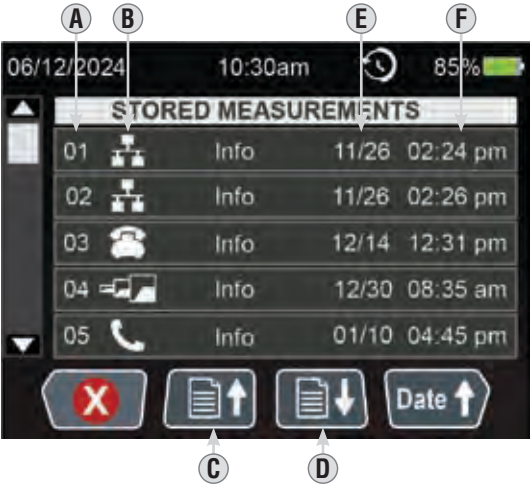 A B E F
06/12/2024 10:30am 85%
STORED MEASUREMENTS
01 Info 11/26 02:24 pm
02 Info 11/26 02:26 pm
03 Info 12/14 12:31 pm
04 Info 12/30 08:35 am
05 Info 01/10 04:45 pm
X Date
C D